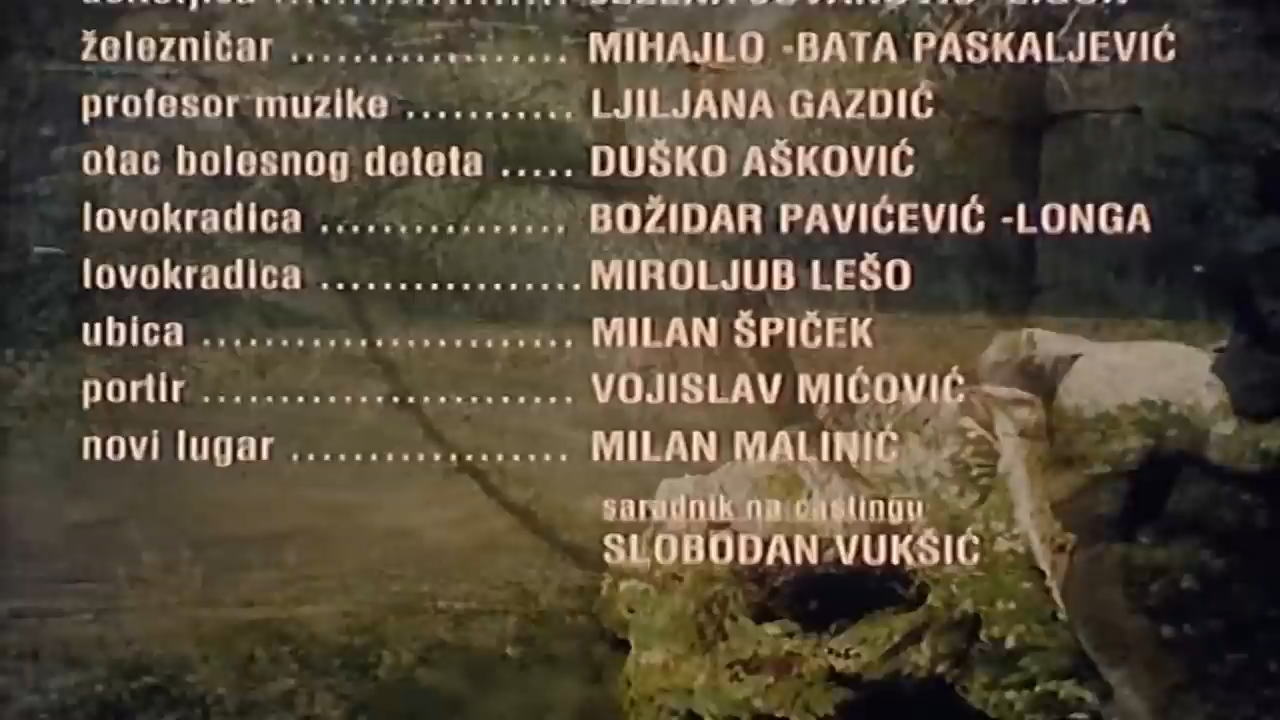 železničar .................. MIHAJLO -BATA PASKALJEVIĆ
profesor muzike ........... LJILJANA GAZDIĆ
otac bolesnog deteta ..... DUŠKO AŠKOVIĆ
lovokradica ................ BOŽIDAR PAVIĆEVIĆ -LONGA
lovokradica ................. MIROLJUB LEŠO
ubica ........................ MILAN ŠPIČEK
portir ........................ VOJISLAV MIĆOVIĆ
novi lugar .................. MILAN MALINIĆ
saradnik na castingu
SLOBODAN VUKŠIĆ